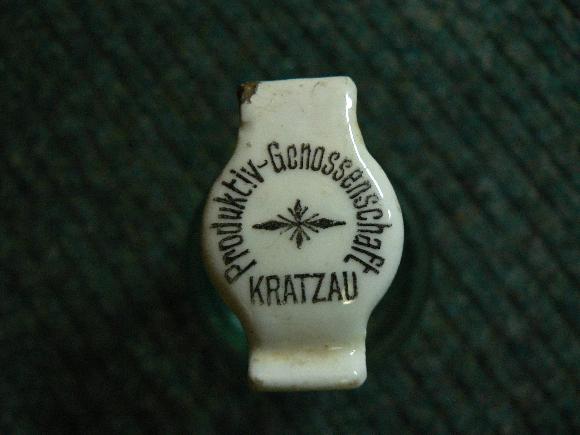 Produktiv-Genossenschaft
KRATZAU